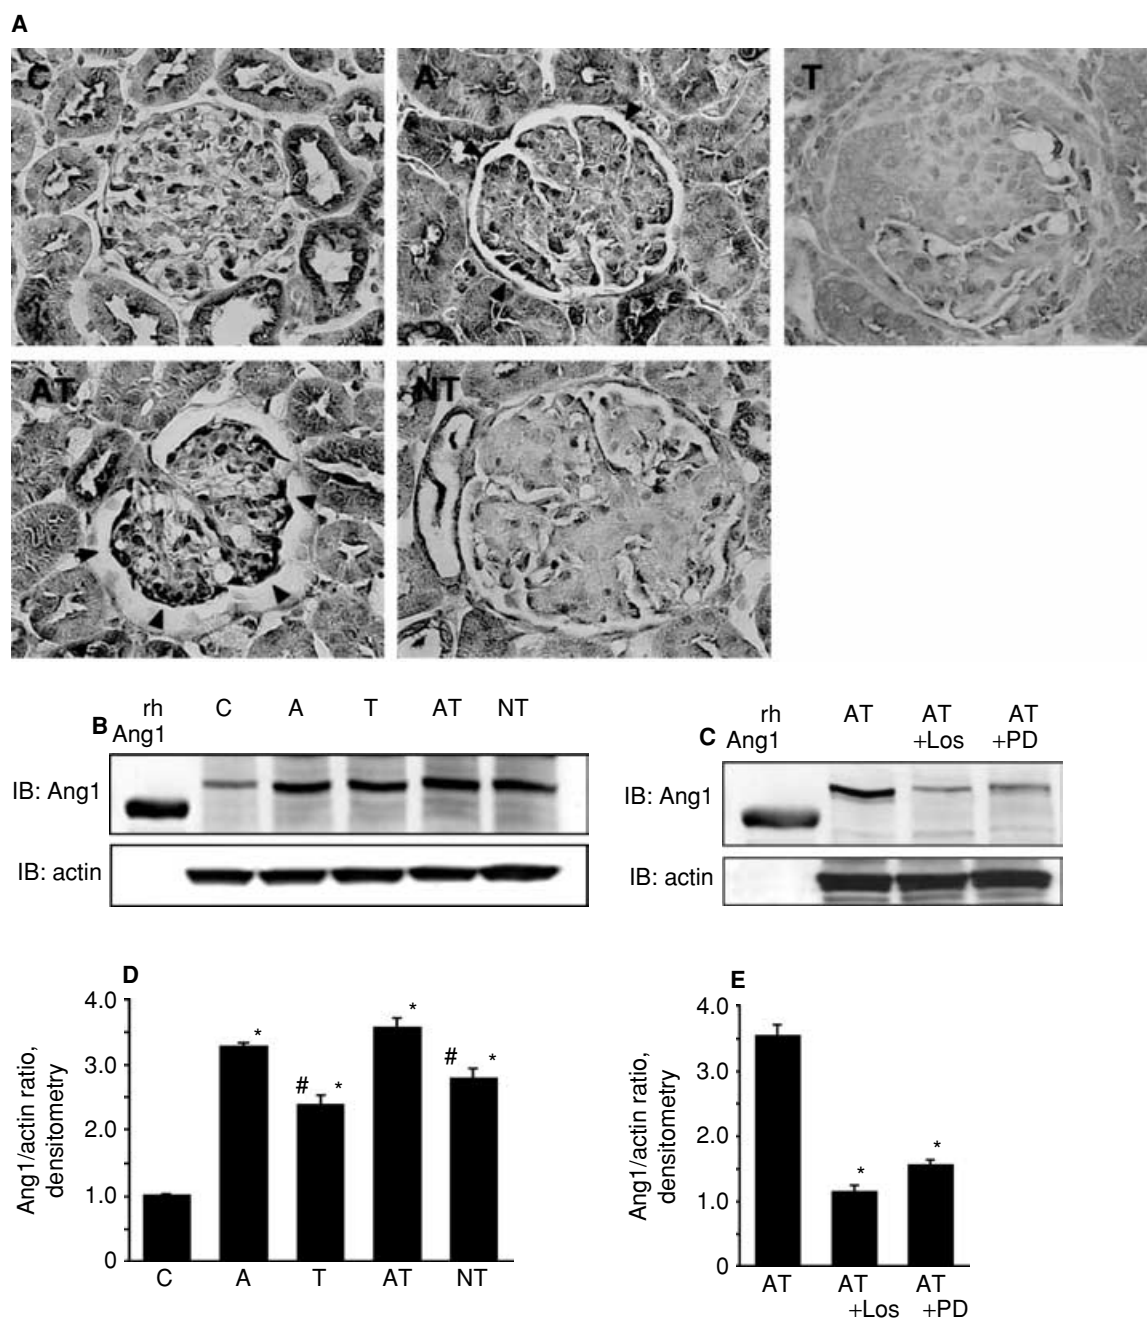 A
C
A
T
AT
NT
B
rh
Ang1
C
A
T
AT
NT
IB: Ang1
IB: actin
C
rh
Ang1
AT
AT
+Los
AT
+PD
IB: Ang1
IB: actin
D
Ang1/actin ratio,
densitometry
4.0
3.0
2.0
1.0
0
*
# *
*
# *
C
A
T
AT
NT
E
Ang1/actin ratio,
densitometry
4.0
3.0
2.0
1.0
0
*
*
AT
AT
+Los
AT
+PD